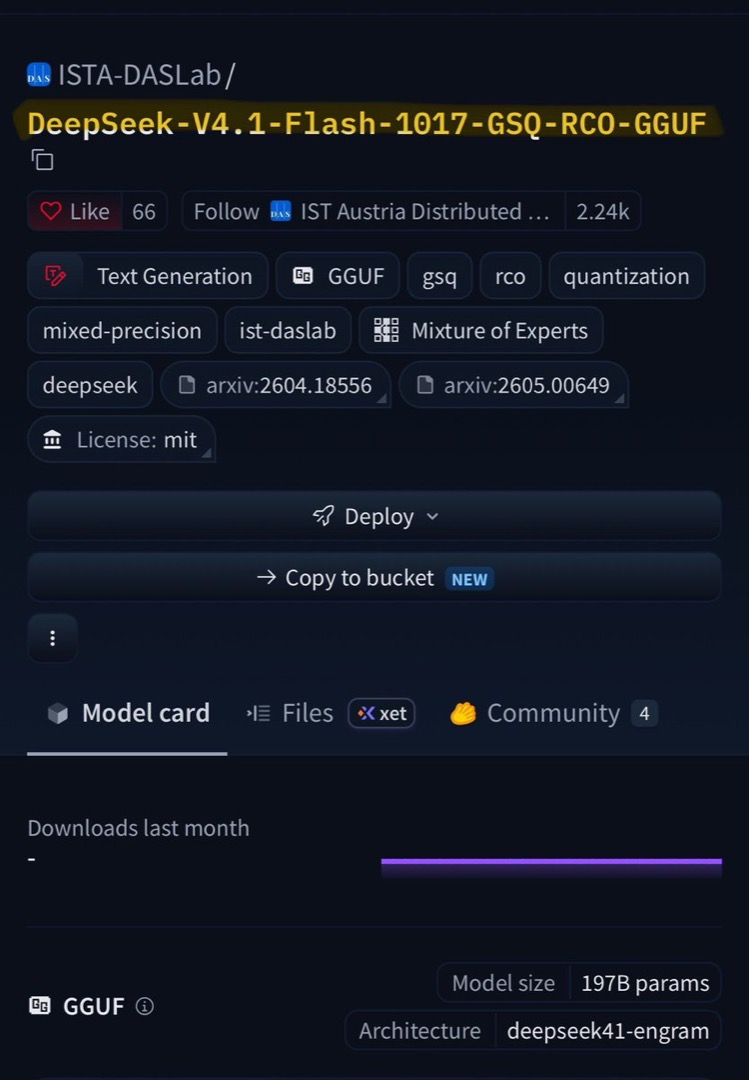 ISTA-DASLab/
DeepSeek-V4.1-Flash-1017-GSQ-RCO-GGUF
Like 66 Follow IST Austria Distributed ... 2.24k
Text Generation GGUF gsq rco quantization
mixed-precision ist-daslab Mixture of Experts
deepseek arxiv:2604.18556 arxiv:2605.00649
License: mit
Deploy
→ Copy to bucket NEW
Model card Files xet Community 4
Downloads last month
-
Model size 197B params
GGUF
Architecture deepseek41-engram